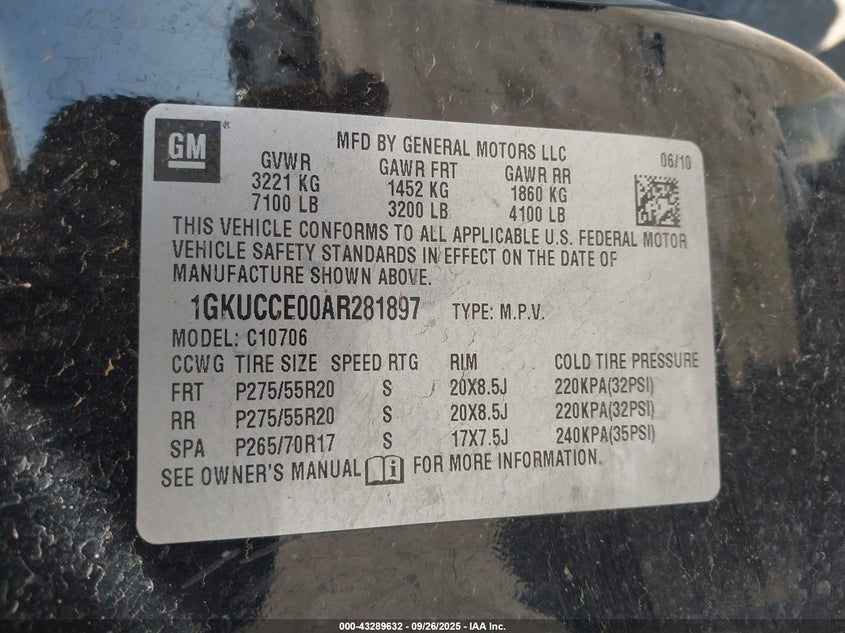 GM
MFD BY GENERAL MOTORS LLC
06/10
GVWR GAWR FRT GAWR RR
3221 KG 1452 KG 1860 KG
7100 LB 3200 LB 4100 LB
THIS VEHICLE CONFORMS TO ALL APPLICABLE U.S. FEDERAL MOTOR
VEHICLE SAFETY STANDARDS IN EFFECT ON THE DATE OF
MANUFACTURE SHOWN ABOVE.
1GKUCCE00AR281897 TYPE: M.P.V.
MODEL: C10706
CCWG TIRE SIZE SPEED RTG RIM COLD TIRE PRESSURE
FRT P275/55R20 S 20X8.5J 220KPA(32PSI)
RR P275/55R20 S 20X8.5J 220KPA(32PSI)
SPA P265/70R17 S 17X7.5J 240KPA(35PSI)
SEE OWNER'S MANUAL i FOR MORE INFORMATION.
000-43289632 - 09/26/2025 - IAA Inc.